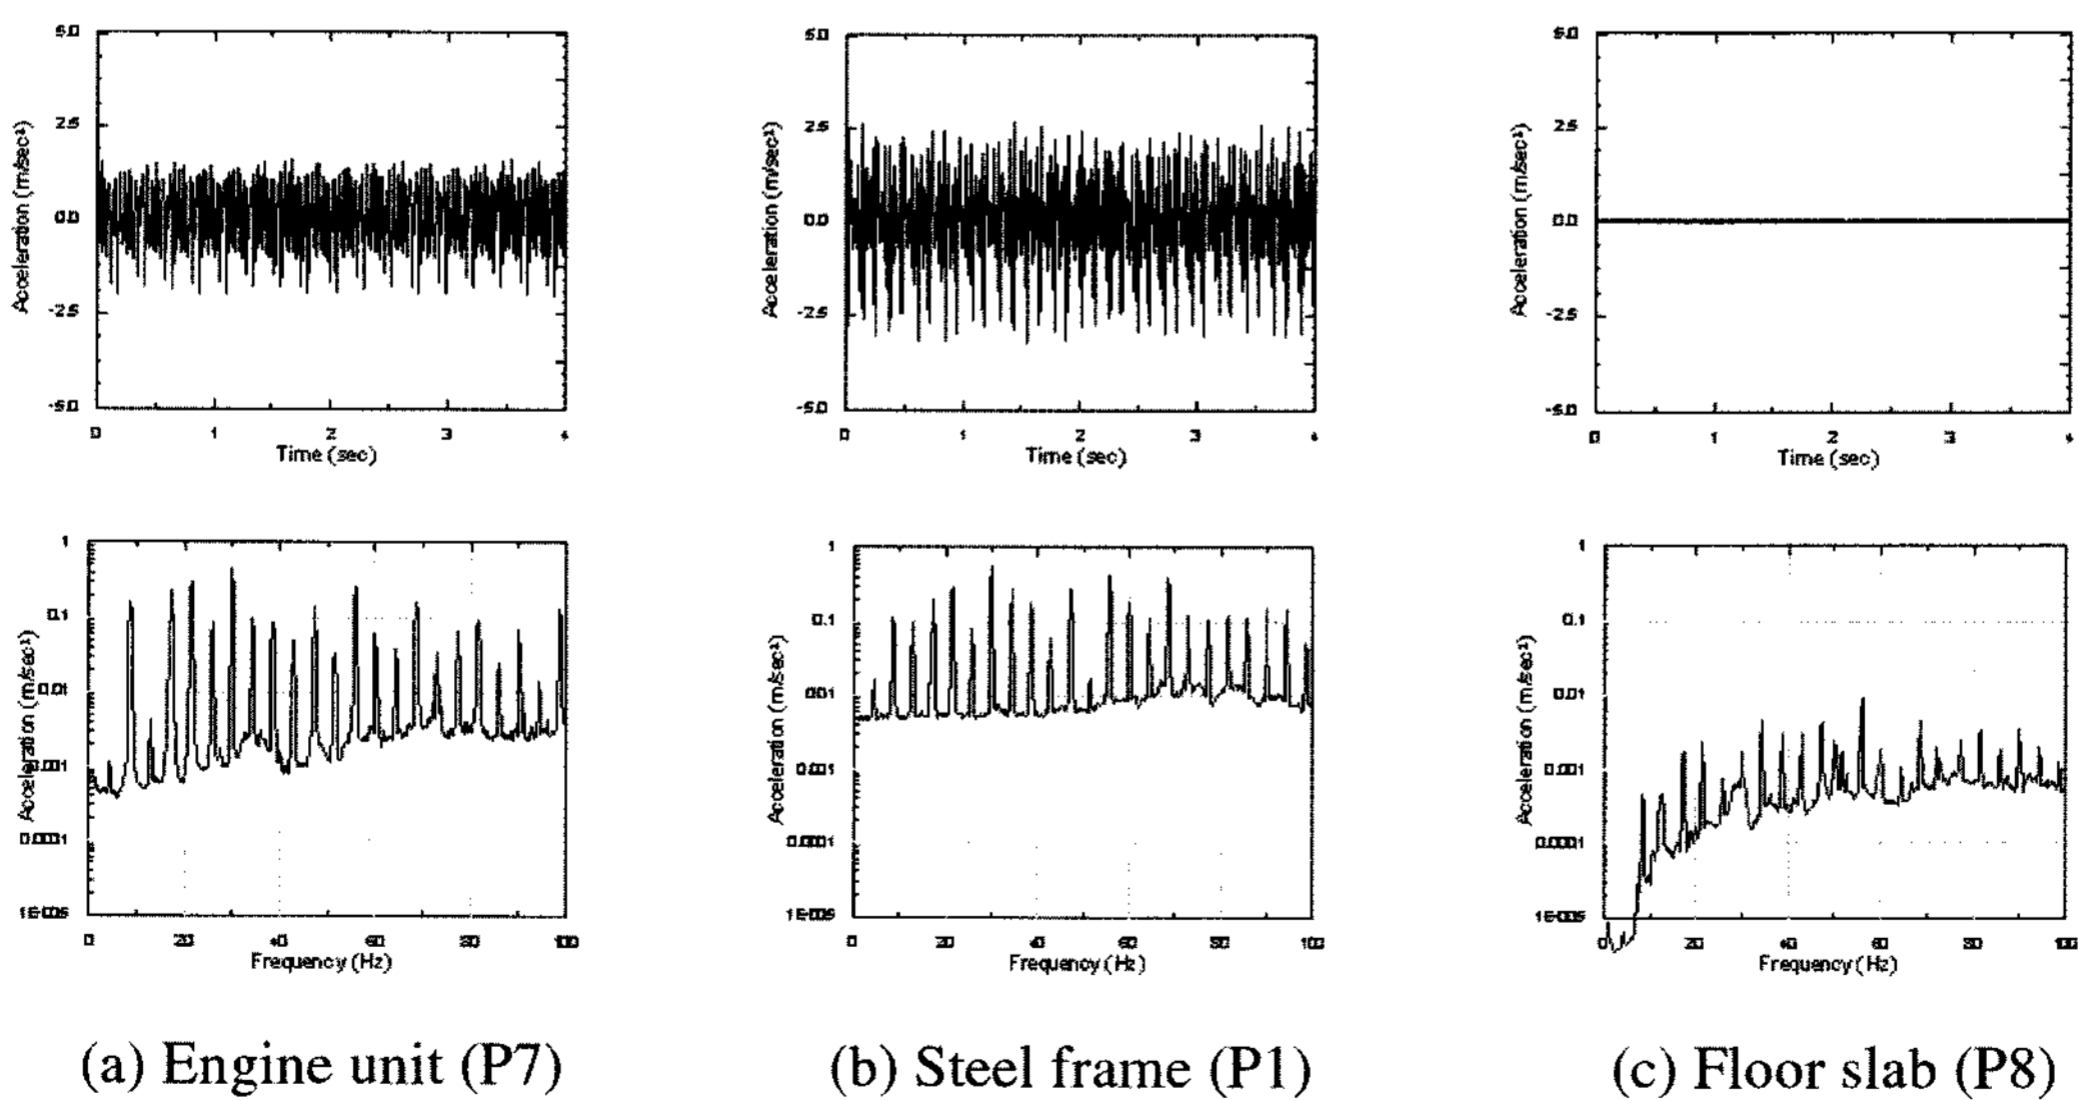 5.0 2.5 0.0 -2.5 -5.0
Acceleration (m/sec²)
0 1 2 3 4
Time (sec)
5.0 2.5 0.0 -2.5 -5.0
Acceleration (m/sec²)
0 1 2 3 4
Time (sec)
5.0 2.5 0.0 -2.5 -5.0
Acceleration (m/sec²)
0 1 2 3 4
Time (sec)
1 0.1 0.01 0.001 0.0001 1E-005
Acceleration (m/sec²)
0 20 40 60 80 100
Frequency (Hz)
1 0.1 0.01 0.001 0.0001 1E-005
Acceleration (m/sec²)
0 20 40 60 80 100
Frequency (Hz)
1 0.1 0.01 0.001 0.0001 1E-005
Acceleration (m/sec²)
0 20 40 60 80 100
Frequency (Hz)
(a) Engine unit (P7)
(b) Steel frame (P1)
(c) Floor slab (P8)